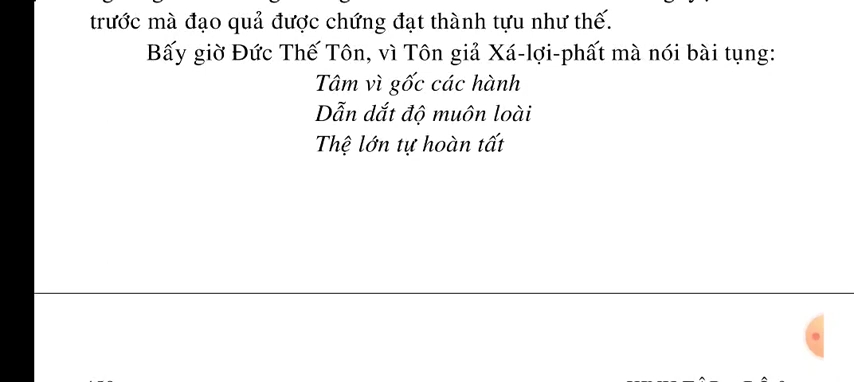 trước mà đạo quả được chứng đạt thành tựu như thế.
Bấy giờ Đức Thế Tôn, vì Tôn giả Xá-lợi-phất mà nói bài tụng:
Tâm vì gốc các hành
Dẫn dắt độ muôn loài
Thệ lớn tự hoàn tất